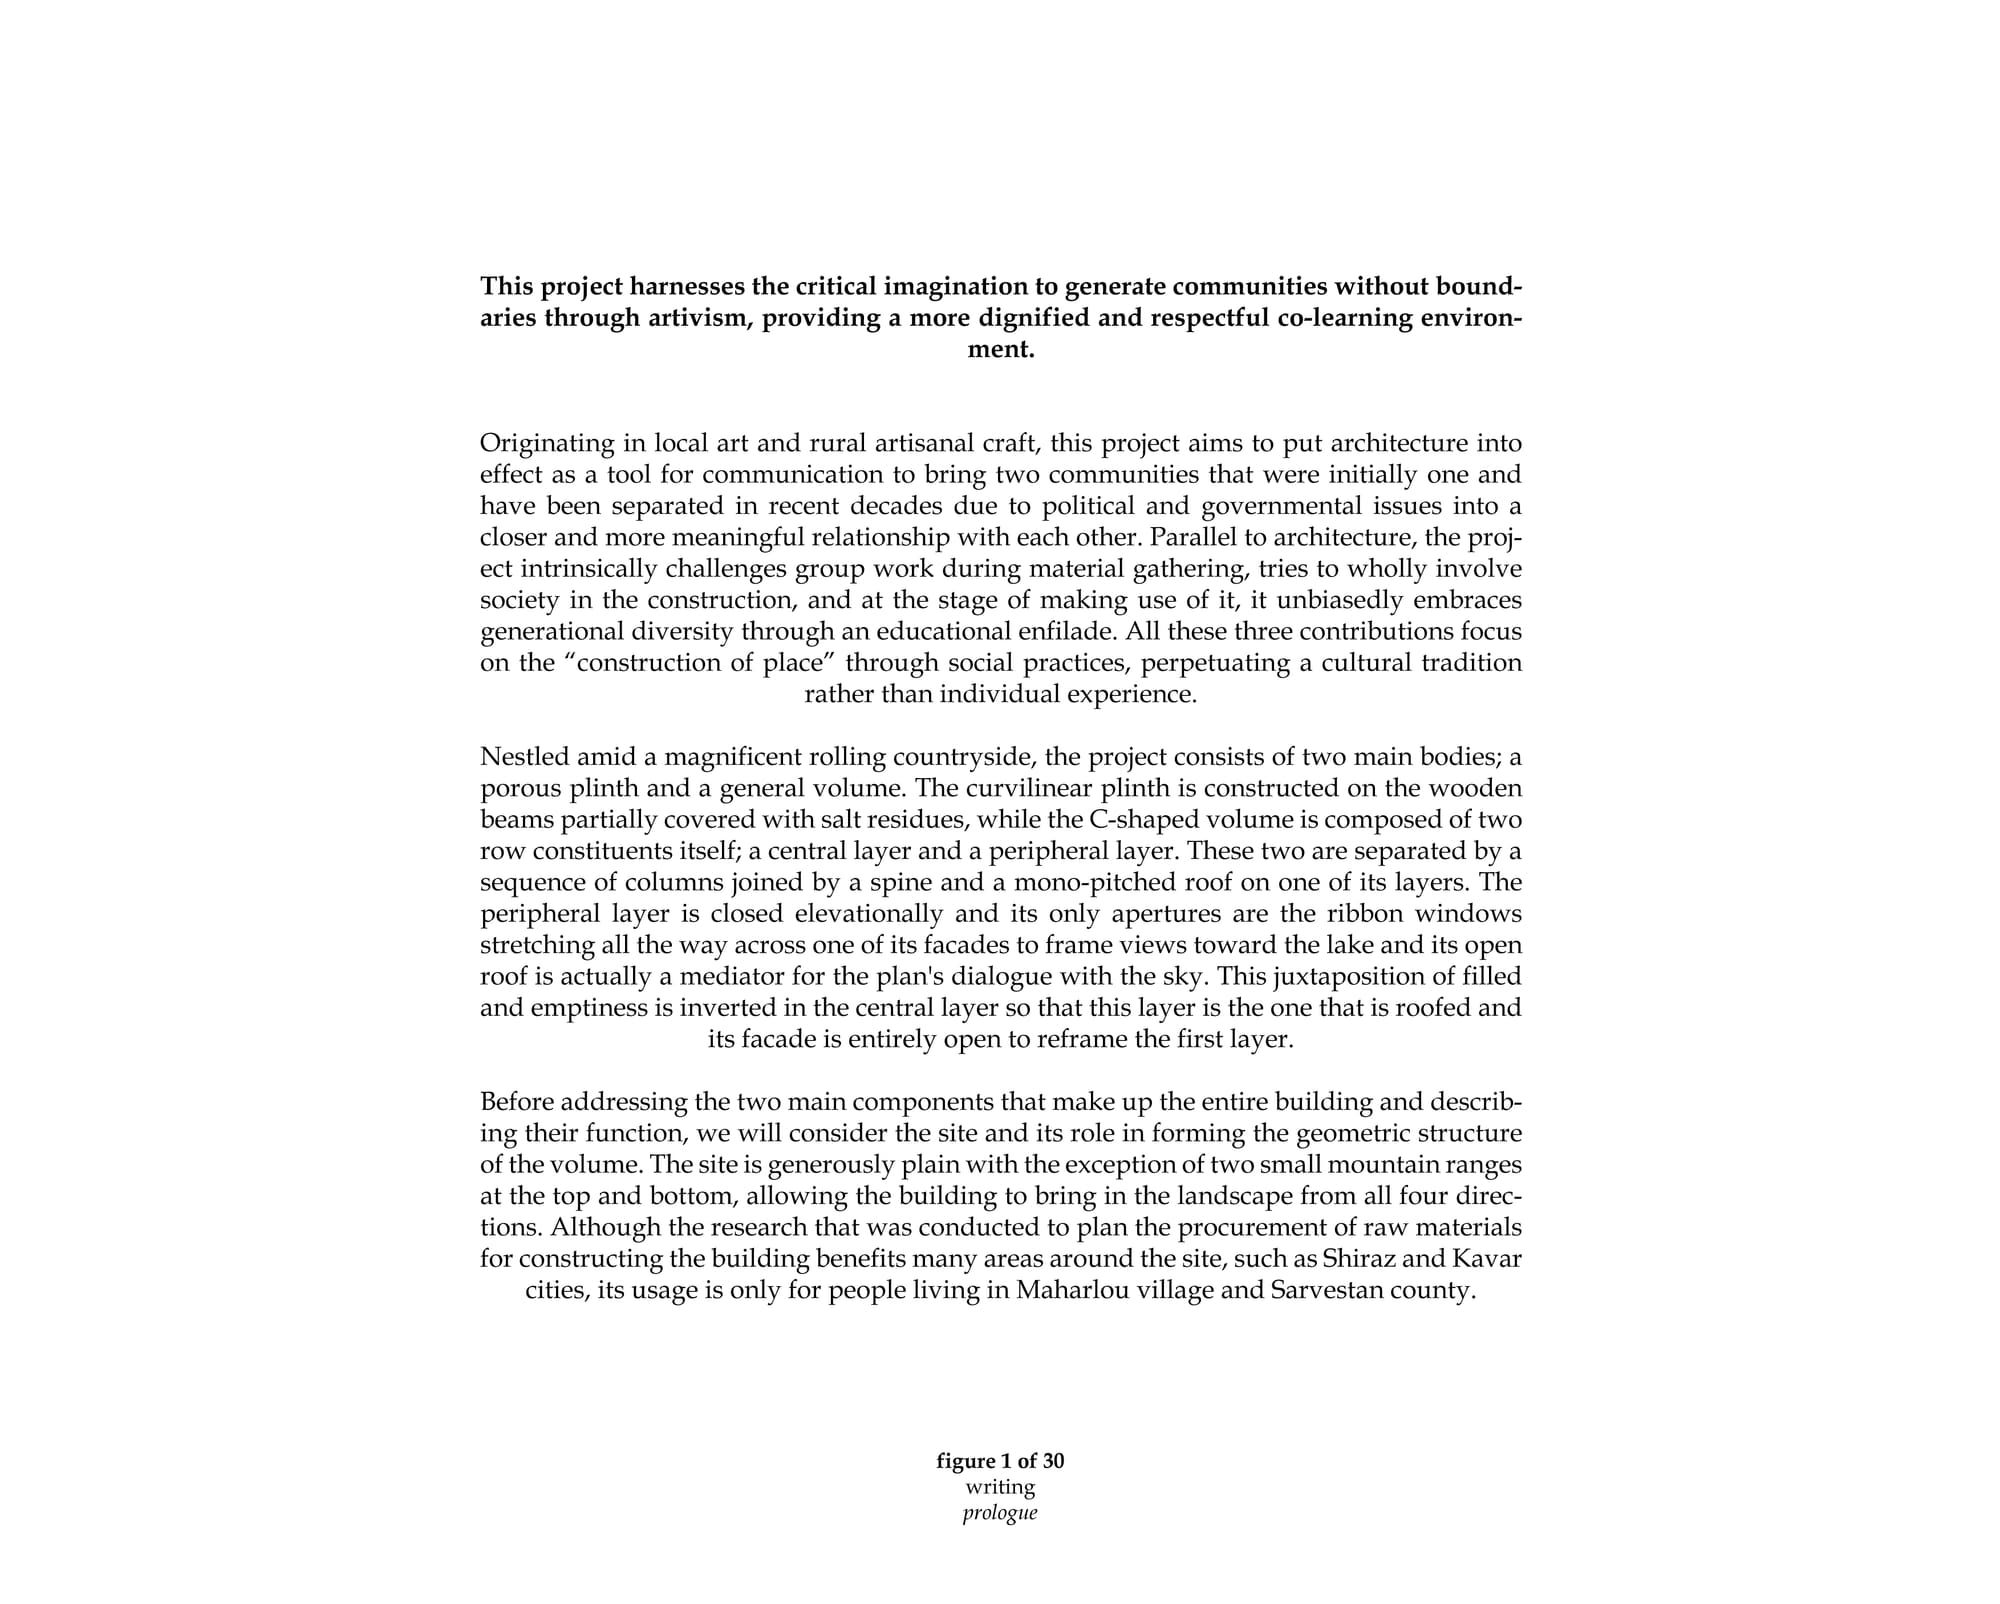 This project harnesses the critical imagination to generate communities without bound-
aries through artivism, providing a more dignified and respectful co-learning environ-
ment.
Originating in local art and rural artisanal craft, this project aims to put architecture into
effect as a tool for communication to bring two communities that were initially one and
have been separated in recent decades due to political and governmental issues into a
closer and more meaningful relationship with each other. Parallel to architecture, the proj-
ect intrinsically challenges group work during material gathering, tries to wholly involve
society in the construction, and at the stage of making use of it, it unbiasedly embraces
generational diversity through an educational enfilade. All these three contributions focus
on the “construction of place” through social practices, perpetuating a cultural tradition
rather than individual experience.
Nestled amid a magnificent rolling countryside, the project consists of two main bodies; a
porous plinth and a general volume. The curvilinear plinth is constructed on the wooden
beams partially covered with salt residues, while the C-shaped volume is composed of two
row constituents itself; a central layer and a peripheral layer. These two are separated by a
sequence of columns joined by a spine and a mono-pitched roof on one of its layers. The
peripheral layer is closed elevationally and its only apertures are the ribbon windows
stretching all the way across one of its facades to frame views toward the lake and its open
roof is actually a mediator for the plan's dialogue with the sky. This juxtaposition of filled
and emptiness is inverted in the central layer so that this layer is the one that is roofed and
its facade is entirely open to reframe the first layer.
Before addressing the two main components that make up the entire building and describ-
ing their function, we will consider the site and its role in forming the geometric structure
of the volume. The site is generously plain with the exception of two small mountain ranges
at the top and bottom, allowing the building to bring in the landscape from all four direc-
tions. Although the research that was conducted to plan the procurement of raw materials
for constructing the building benefits many areas around the site, such as Shiraz and Kavar
cities, its usage is only for people living in Maharlou village and Sarvestan county.
figure 1 of 30
writing
prologue